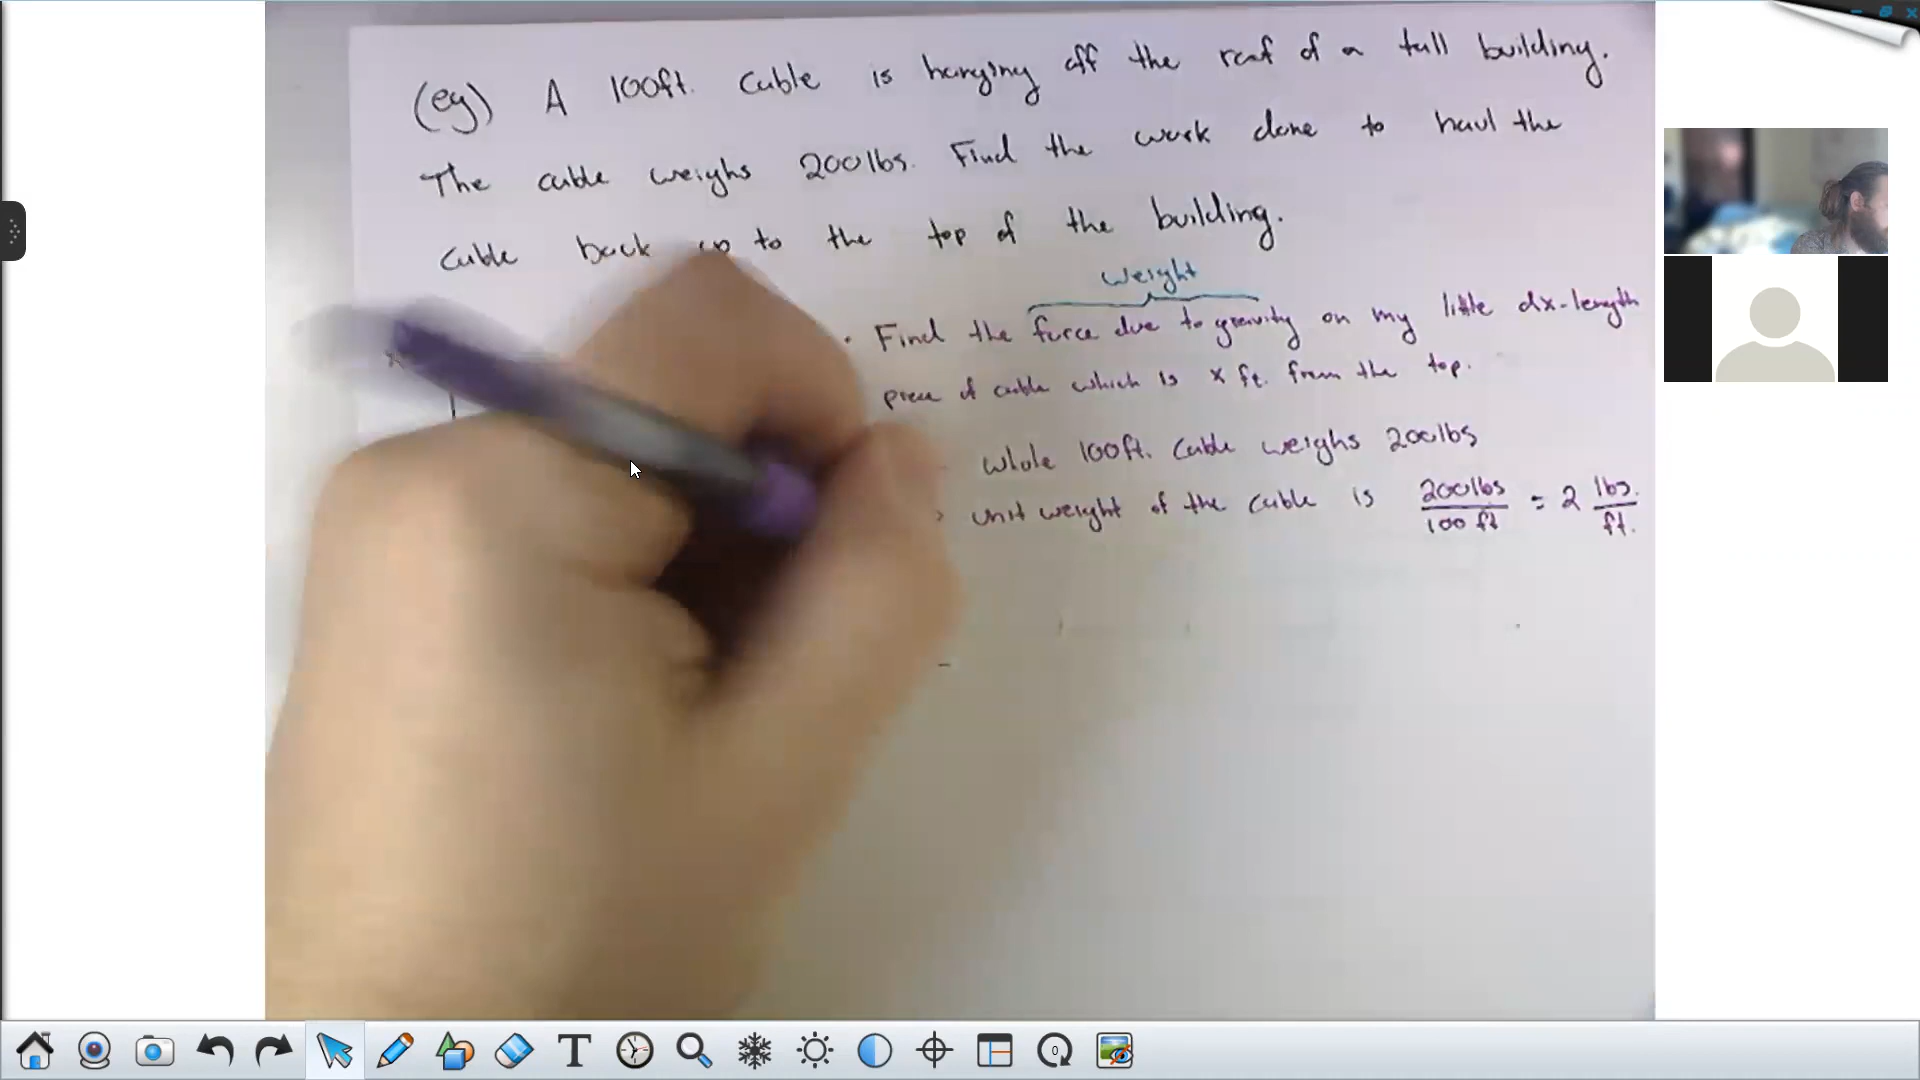 (eg) A 100ft. Cable is hanging off the roof of a tall building.
The cable weighs 200lbs. Find the work done to haul the
cable back up to the top of the building.
weight
• Find the force due to gravity on my little dx-length
piece of cable which is x ft. from the top.
whole 100ft. Cable weighs 200lbs
unit weight of the cable is 200lbs/100 ft = 2 lbs./ft.
T
0